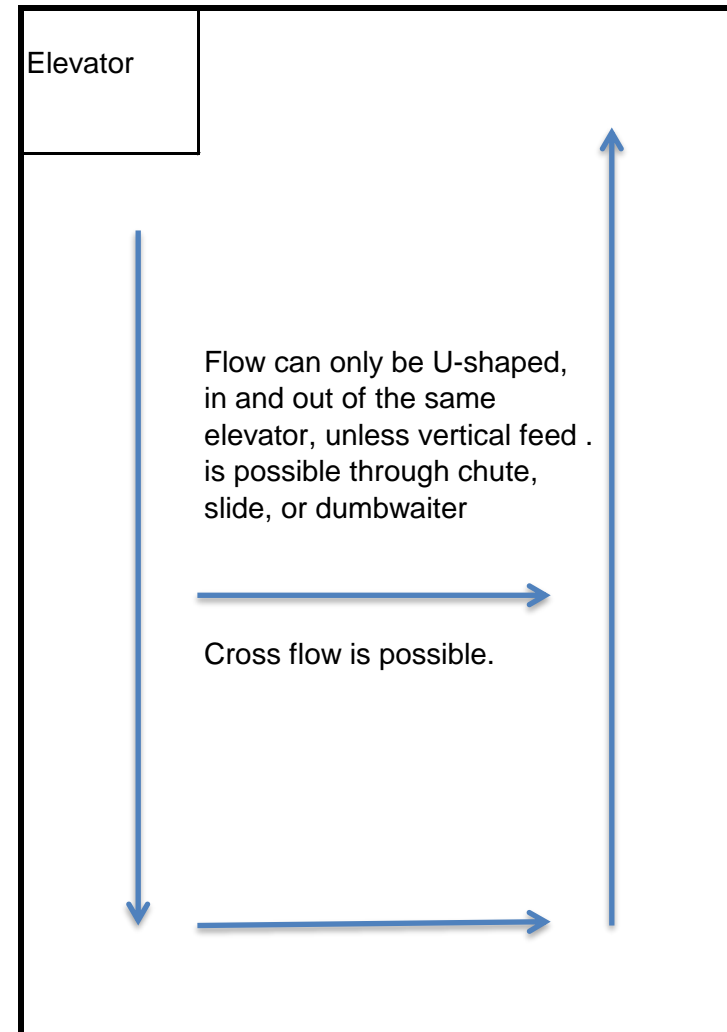 Elevator
Flow can only be U-shaped,
in and out of the same
elevator, unless vertical feed .
is possible through chute,
slide, or dumbwaiter
Cross flow is possible.